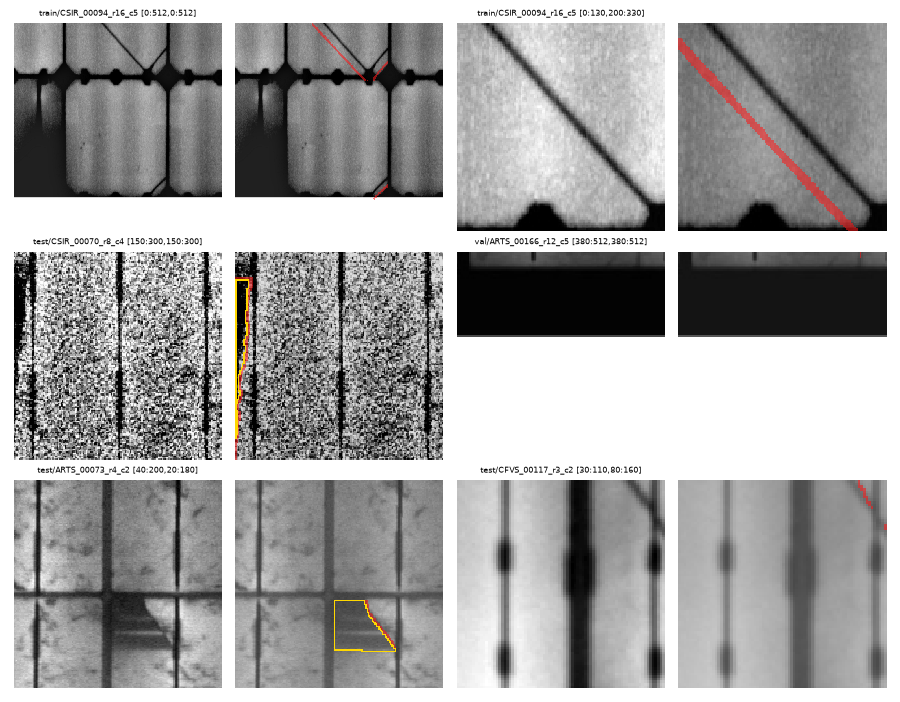 train/CSIR_00094_r16_c5 [0:512,0:512]
train/CSIR_00094_r16_c5 [0:130,200:330]
test/CSIR_00070_r8_c4 [150:300,150:300]
val/ARTS_00166_r12_c5 [380:512,380:512]
test/ARTS_00073_r4_c2 [40:200,20:180]
test/CFVS_00117_r3_c2 [30:110,80:160]